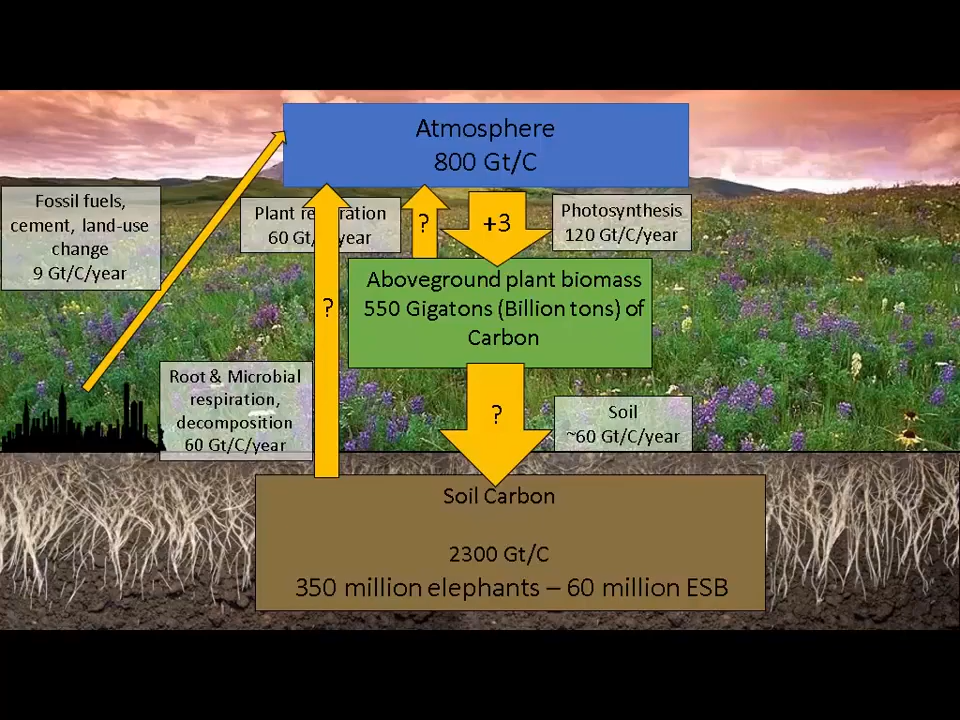 Atmosphere
800 Gt/C
Fossil fuels,
cement, land-use
change
9 Gt/C/year
Plant re ration
60 Gt, year
?
+3
Photosynthesis
120 Gt/C/year
?
Aboveground plant biomass
550 Gigatons (Billion tons) of
Carbon
Root & Microbial
respiration,
decomposition
60 Gt/C/year
?
Soil
~60 Gt/C/year
Soil Carbon
2300 Gt/C
350 million elephants – 60 million ESB